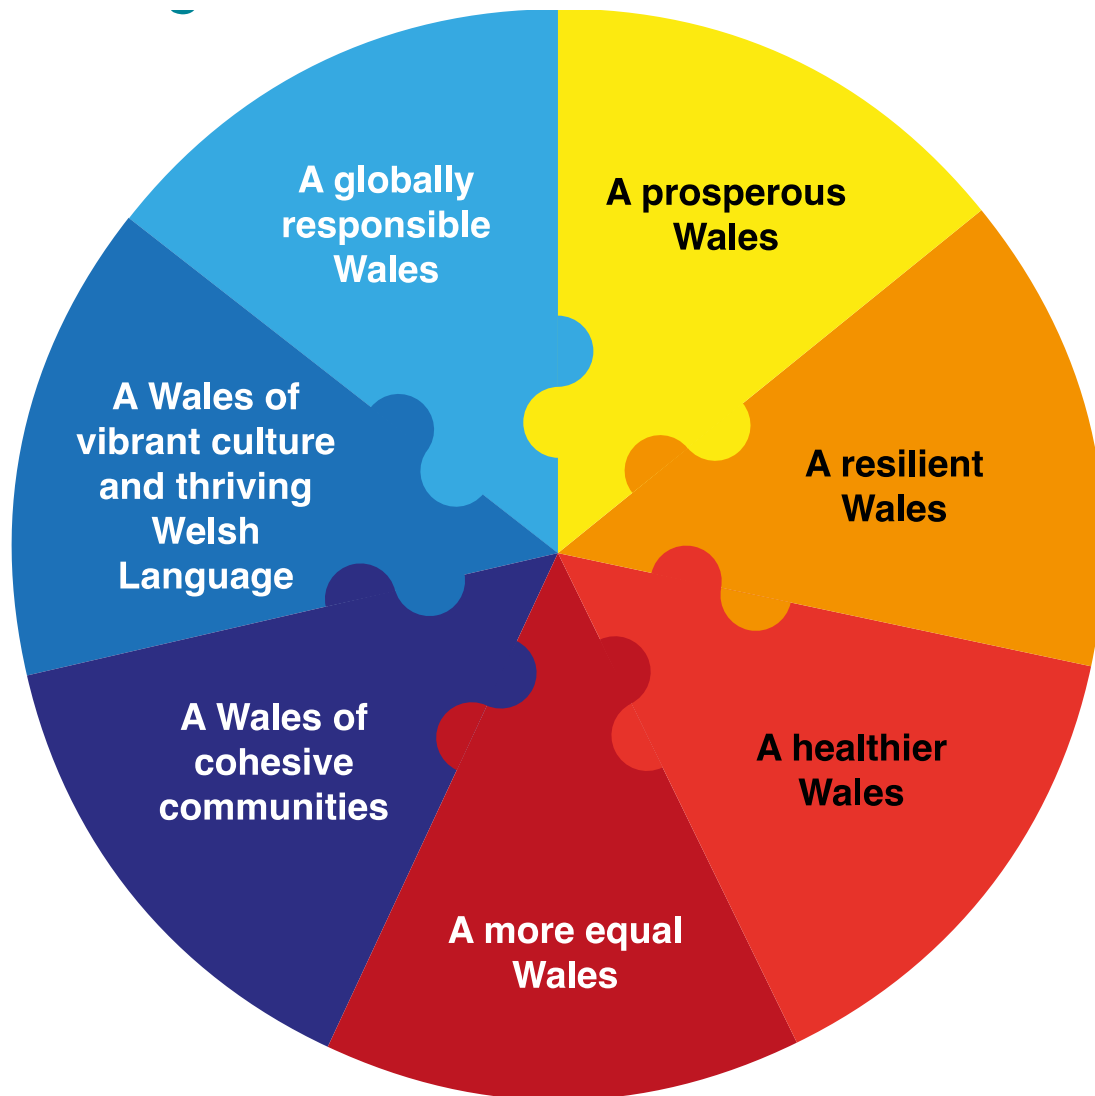 A globally
responsible
Wales
A prosperous
Wales
A resilient
Wales
A healthier
Wales
A more equal
Wales
A Wales of
cohesive
communities
A Wales of
vibrant culture
and thriving
Welsh
Language